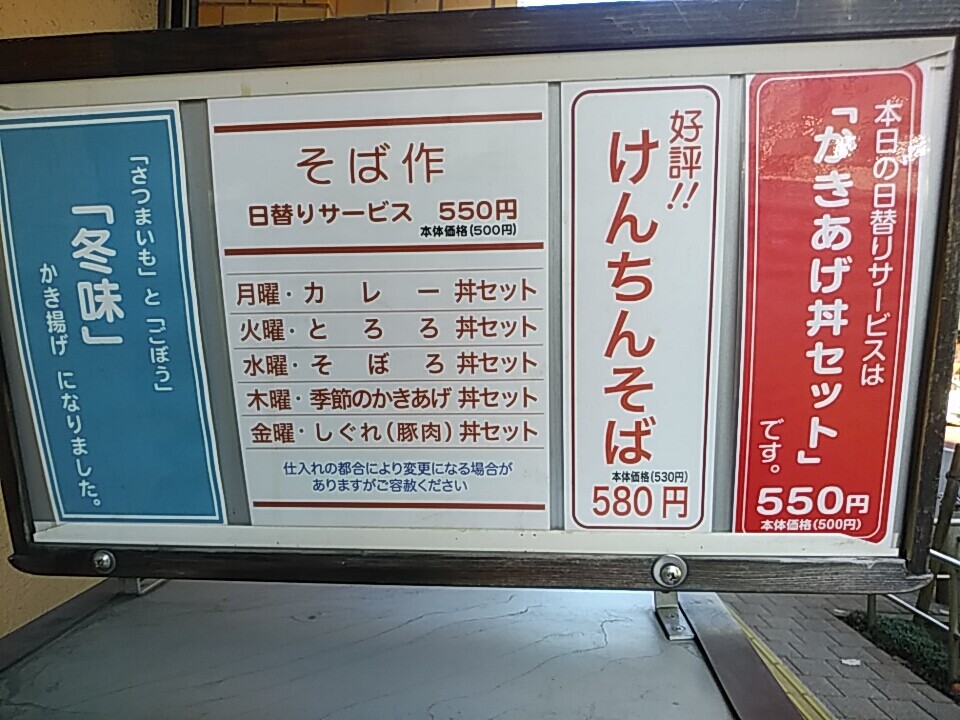 本日の日替りサービスは
「かきあげ丼セット」
です。
550円
本体価格(500円)
好評!!
けんちんそば
本体価格(530円)
580円
そば作
日替りサービス 550円
本体価格(500円)
月曜・カレー丼セット
火曜・とろろ丼セット
水曜・そぼろ丼セット
木曜・季節のかきあげ丼セット
金曜・しぐれ(豚肉)丼セット
仕入れの都合により変更になる場合が
ありますがご容赦ください
「さつまいも」と「ごぼう」
「冬味」
かき揚げ になりました。